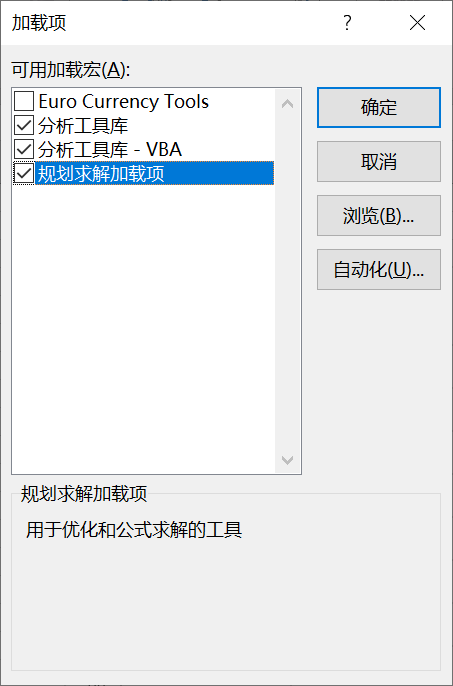 加载项
?
可用加载宏(A):
Euro Currency Tools
分析工具库
分析工具库 - VBA
规划求解加载项
确定
取消
浏览(B)...
自动化(U)...
规划求解加载项
用于优化和公式求解的工具